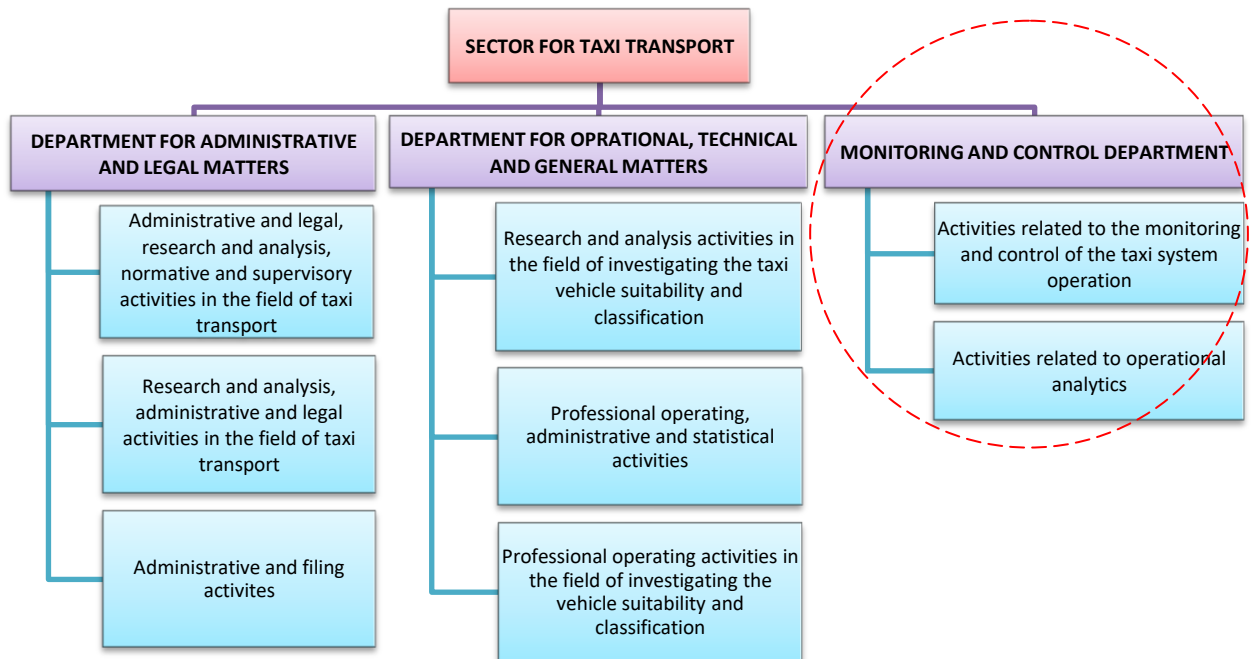 SECTOR FOR TAXI TRANSPORT
DEPARTMENT FOR ADMINISTRATIVE
AND LEGAL MATTERS
Administrative and legal,
research and analysis,
normative and supervisory
activities in the field of taxi
transport
Research and analysis,
administrative and legal
activities in the field of taxi
transport
Administrative and filing
activites
DEPARTMENT FOR OPRATIONAL, TECHNICAL
AND GENERAL MATTERS
Research and analysis activities in
the field of investigating the taxi
vehicle suitability and
classification
Professional operating,
administrative and statistical
activities
Professional operating activities in
the field of investigating the
vehicle suitability and
classification
MONITORING AND CONTROL DEPARTMENT
Activities related to the monitoring
and control of the taxi system
operation
Activities related to operational
analytics